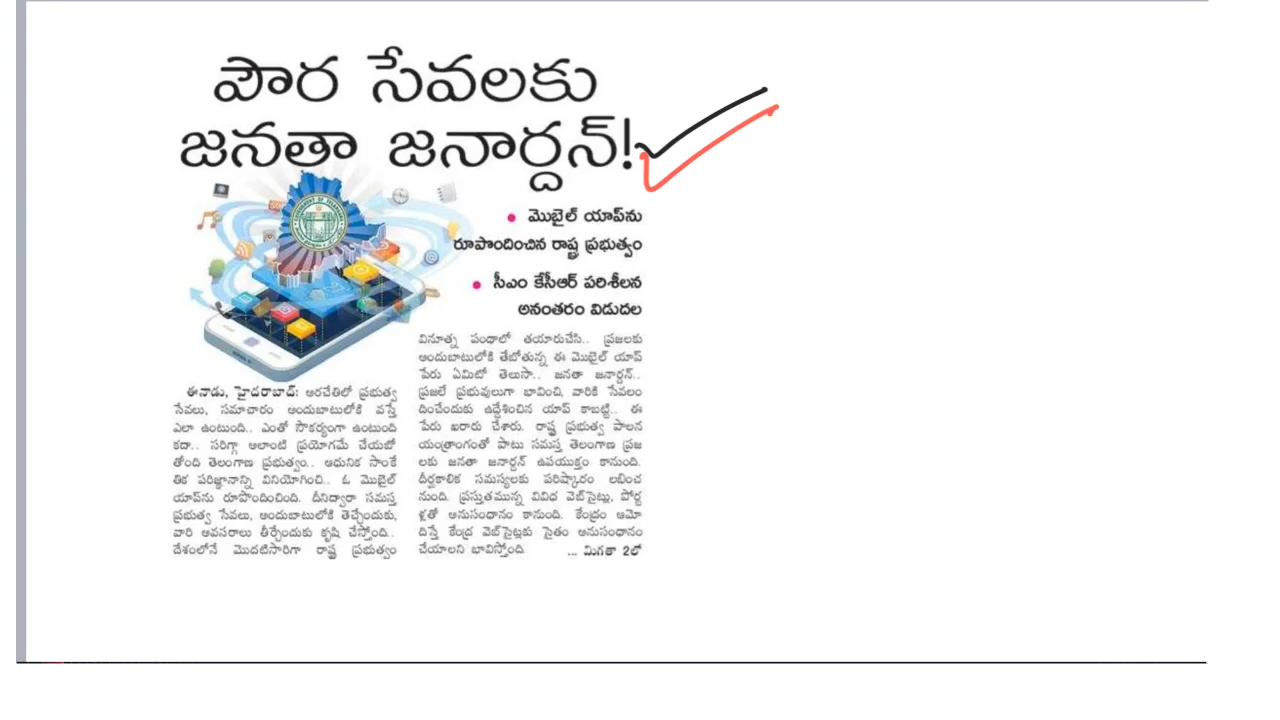 పౌర సేవలకు
జనతా జనార్దన్!
• మొబైల్ యాప్‌ను
రూపొందించిన రాష్ట్ర ప్రభుత్వం
• సీఎం కేసీఆర్ పరిశీలన
అనంతరం విడుదల
ఈనాడు, హైదరాబాద్: అరచేతిలో ప్రభుత్వ
సేవలు, సమాచారం అందుబాటులోకి వస్తే
ఎలా ఉంటుంది.. ఎంతో సౌకర్యంగా ఉంటుంది
కదా.. సరిగ్గా అలాంటి ప్రయోగమే చేయబో
తోంది తెలంగాణ ప్రభుత్వం.. ఆధునిక సాంకే
తిక పరిజ్ఞానాన్ని వినియోగించి.. ఓ మొబైల్
యాప్‌ను రూపొందించింది. దీనిద్వారా సమస్త
ప్రభుత్వ సేవలు, అందుబాటులోకి తెచ్చేందుకు,
వారి అవసరాలు తీర్చేందుకు కృషి చేస్తోంది..
దేశంలోనే మొదటిసారిగా రాష్ట్ర ప్రభుత్వం
వినూత్న పంథాలో తయారుచేసి.. ప్రజలకు
అందుబాటులోకి తేబోతున్న ఈ మొబైల్ యాప్
పేరు ఏమిటో తెలుసా.. జనతా జనార్దన్..
ప్రజలే ప్రభువులుగా భావించి, వారికి సేవలం
దించేందుకు ఉద్దేశించిన యాప్ కాబట్టి.. ఈ
పేరు ఖరారు చేశారు. రాష్ట్ర ప్రభుత్వ పాలన
యంత్రాంగంతో పాటు సమస్త తెలంగాణ ప్రజ
లకు జనతా జనార్దన్ ఉపయుక్తం కానుంది.
దీర్ఘకాలిక సమస్యలకు పరిష్కారం లభించ
నుంది. ప్రస్తుతమున్న వివిధ వెబ్‌సైట్లు, పోర్ట
ళ్లతో అనుసంధానం కానుంది. కేంద్రం ఆమో
దిస్తే కేంద్ర వెబ్‌సైట్లకు సైతం అనుసంధానం
చేయాలని భావిస్తోంది. ... మిగతా 2లో